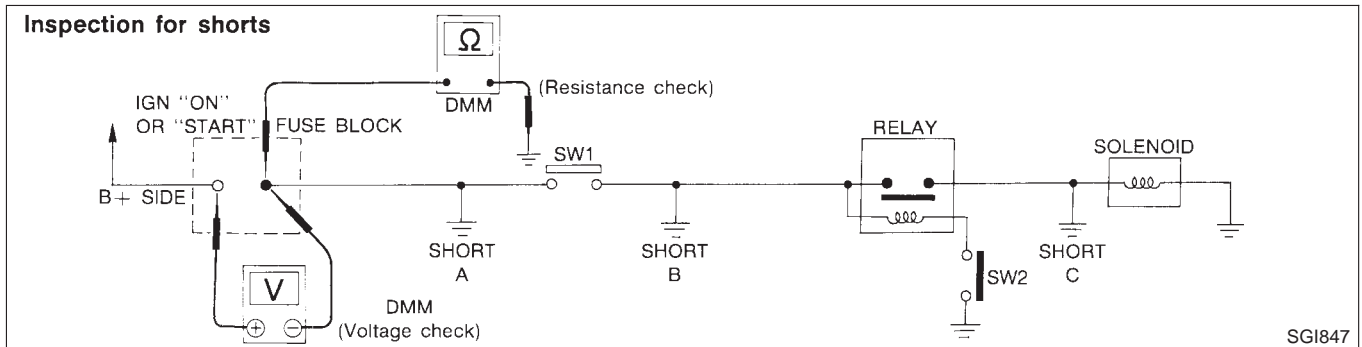 Inspection for shorts
Ω
DMM
(Resistance check)
IGN "ON"
OR "START"
FUSE BLOCK
B+ SIDE
SW1
RELAY
SOLENOID
SHORT
A
SHORT
B
SHORT
C
SW2
V
+ −
DMM
(Voltage check)
SGI847